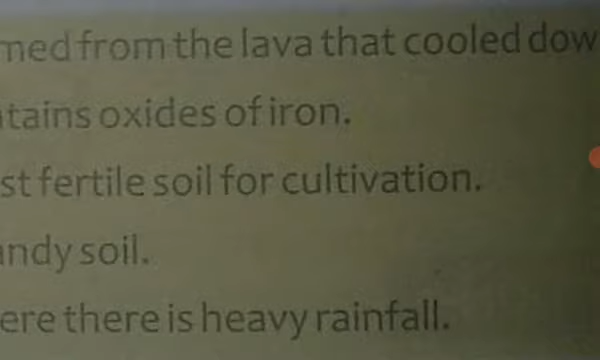 med from the lava that cooled dow
tains oxides of iron.
st fertile soil for cultivation.
andy soil.
ere there is heavy rainfall.